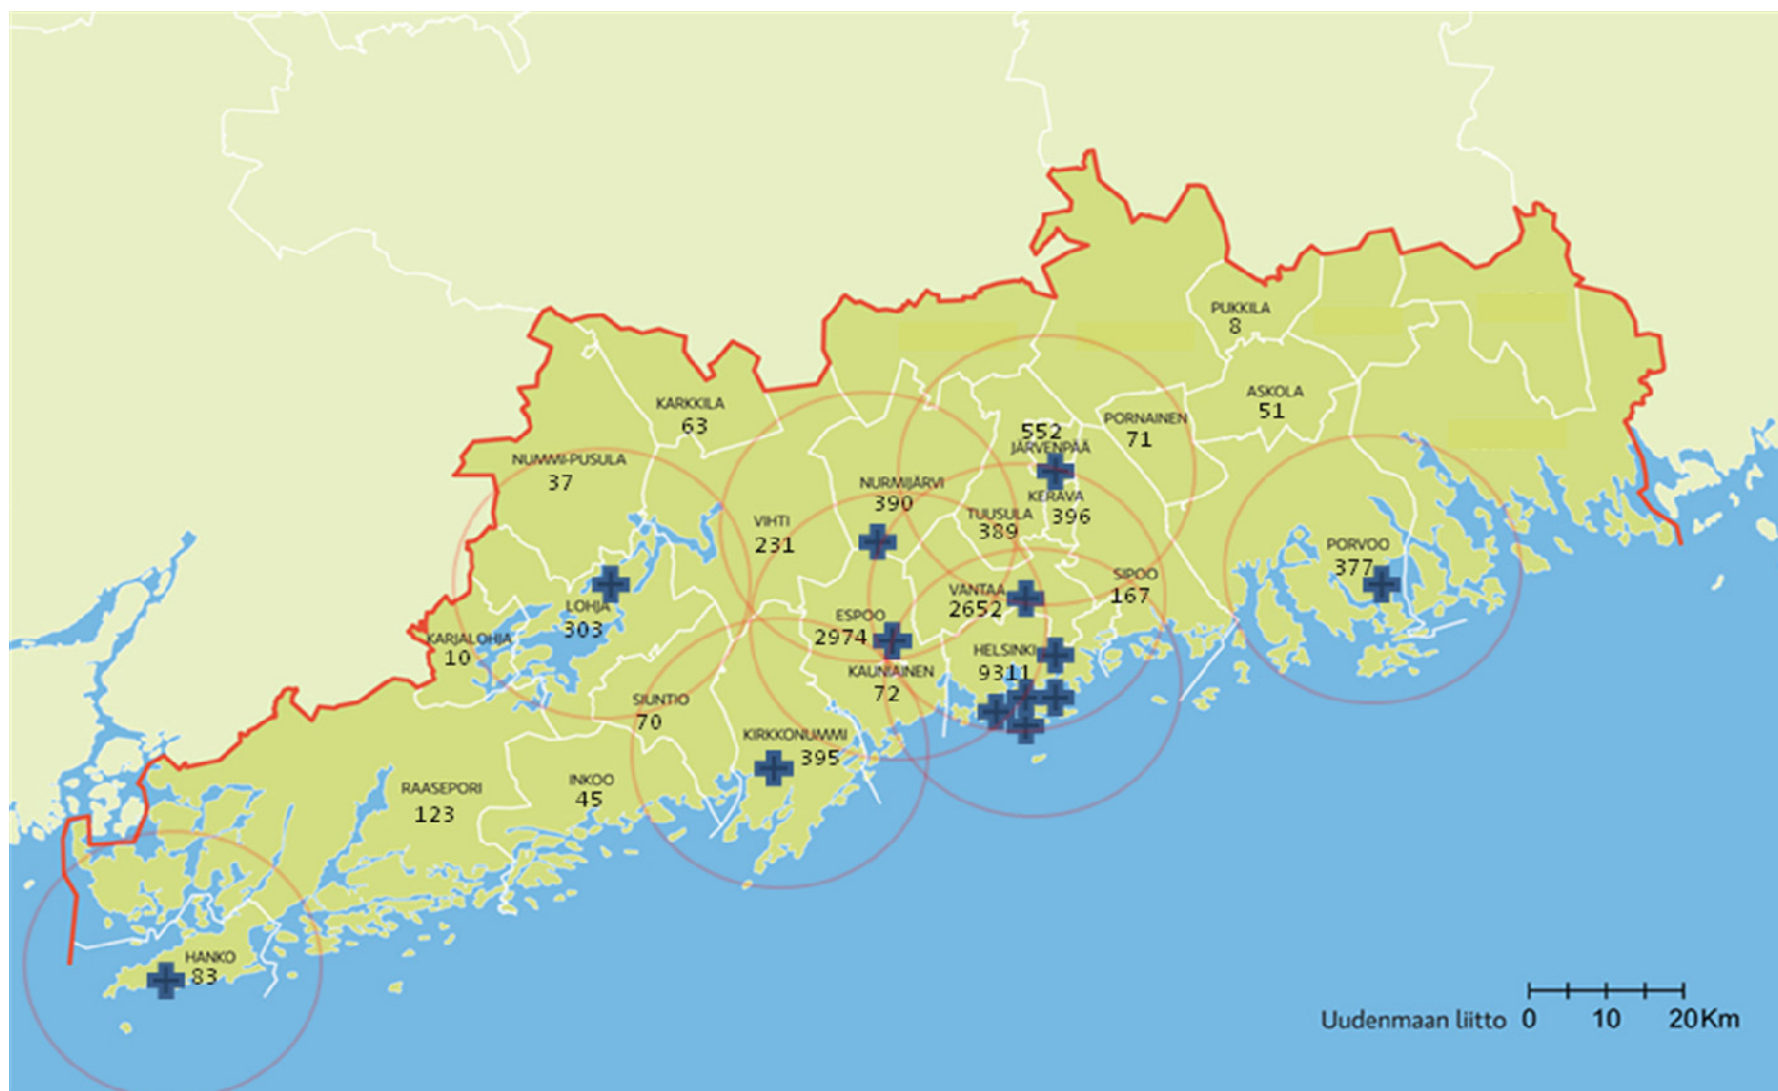 PUKKILA
8
ASKOLA
51
KARKKILA
63
PORNAINEN
71
552
JÄRVENPÄÄ
NUMMI-PUSULA
37
NURMIJÄRVI
390
KERAVA
396
TUUSULA
389
VIHTI
231
PORVOO
377
SIPOO
167
VANTAA
2652
LOHJA
303
ESPOO
2974
KARJALOHJA
10
HELSINKI
9311
KAUNIAINEN
72
SIUNTIO
70
KIRKKONUMMI
395
INKOO
45
RAASEPORI
123
HANKO
83
Uudenmaan liitto 0 10 20Km